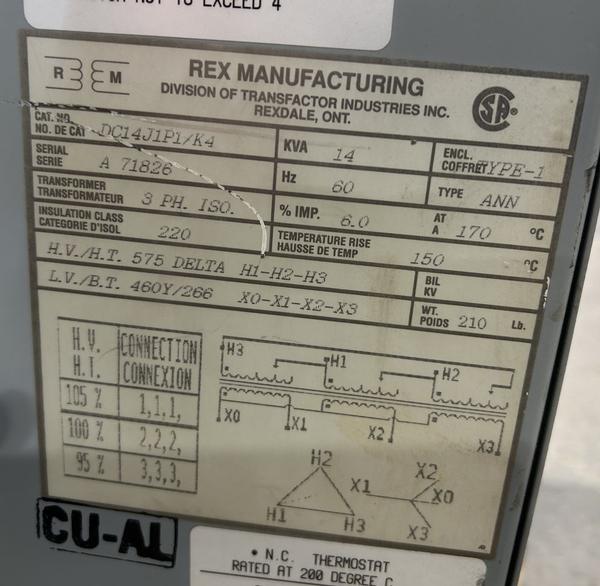 NOT TO EXCEED 4
R M
REX MANUFACTURING
DIVISION OF TRANSFACTOR INDUSTRIES INC.
REXDALE, ONT.
SA
CAT. NO.
NO. DE CAT DC14J1P1/K4
KVA 14
ENCL.
COFFRET TYPE-1
SERIAL
SERIE A 71826
Hz 60
TYPE ANN
TRANSFORMER
TRANSFORMATEUR 3 PH. ISO.
% IMP. 6.0
AT
A 170 °C
INSULATION CLASS
CATEGORIE D'ISOL 220
TEMPERATURE RISE
HAUSSE DE TEMP 150 °C
H.V./H.T. 575 DELTA H1-H2-H3
BIL
KV
L.V./B.T. 460Y/266 X0-X1-X2-X3
WT.
POIDS 210 Lb.
H.V. CONNECTION
H.T. CONNEXION
105 % 1,1,1,
100 % 2,2,2,
95 % 3,3,3,
H3 H1 H2
X0 X1 X2 X3
H2
H1 H3
X2
X1 X0
X3
CU-AL
• N.C. THERMOSTAT
RATED AT 200 DEGREE C